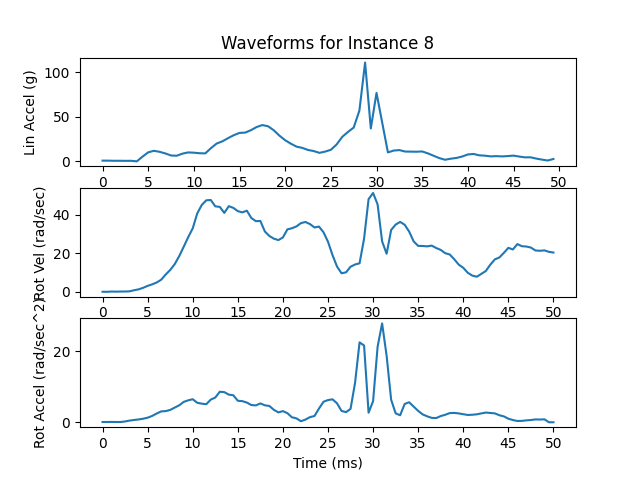 Waveforms for Instance 8
Lin Accel (g)
100
50
0
0 5 10 15 20 25 30 35 40 45 50
Rot Vel (rad/sec)
40
20
0
0 5 10 15 20 25 30 35 40 45 50
Rot Accel (rad/sec^2)
20
0
0 5 10 15 20 25 30 35 40 45 50
Time (ms)